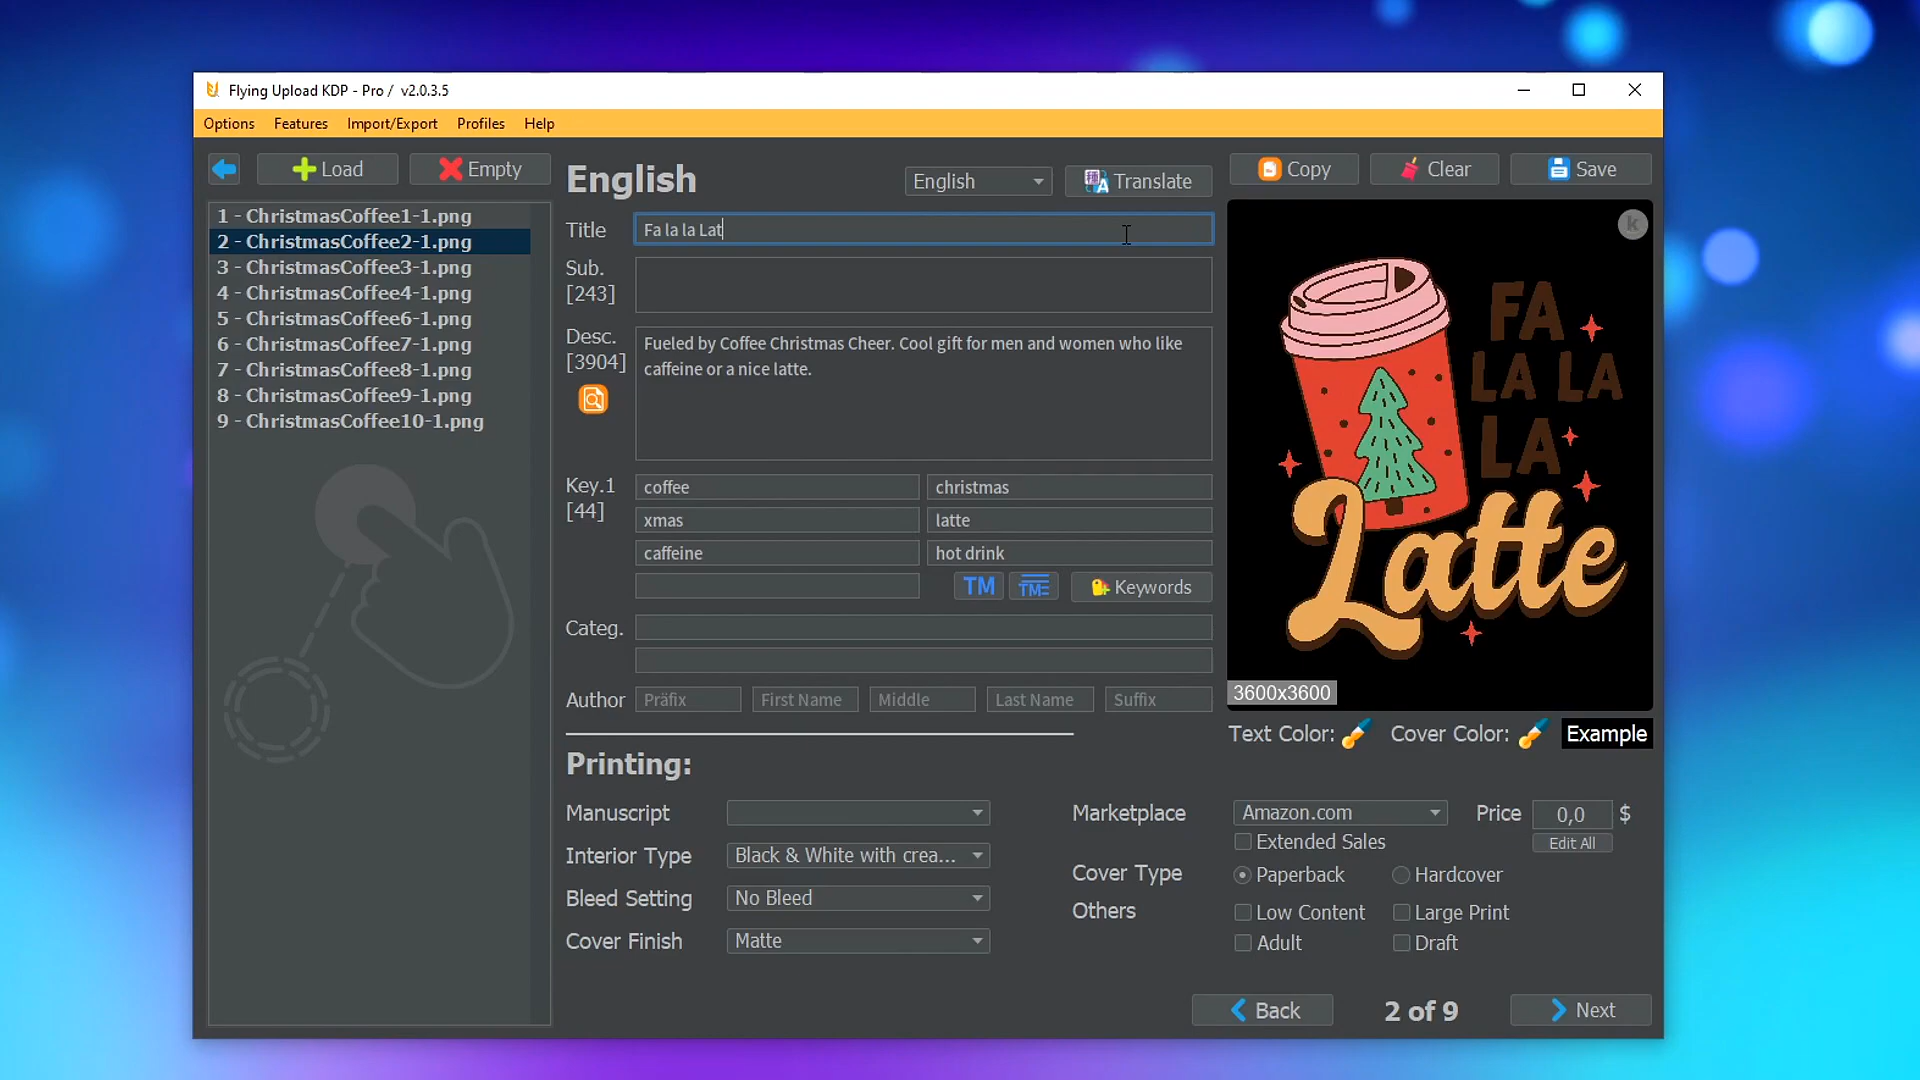 Flying Upload KDP - Pro / v2.0.3.5
Options Features Import/Export Profiles Help
Load Empty
1 - ChristmasCoffee1-1.png
2 - ChristmasCoffee2-1.png
3 - ChristmasCoffee3-1.png
4 - ChristmasCoffee4-1.png
5 - ChristmasCoffee6-1.png
6 - ChristmasCoffee7-1.png
7 - ChristmasCoffee8-1.png
8 - ChristmasCoffee9-1.png
9 - ChristmasCoffee10-1.png
English English Translate
Title Fa la la Lat
Sub.
[243]
Desc.
[3904]
Fueled by Coffee Christmas Cheer. Cool gift for men and women who like
caffeine or a nice latte.
Key.1
[44]
coffee christmas
xmas latte
caffeine hot drink
TM TM Keywords
Categ.
Author Präfix First Name Middle Last Name Suffix
Copy Clear Save
k
FA
LA LA
LA
Latte
3600x3600
Text Color: Cover Color: Example
Printing:
Manuscript
Interior Type Black & White with crea...
Bleed Setting No Bleed
Cover Finish Matte
Marketplace Amazon.com Price 0,0 $
Extended Sales Edit All
Cover Type Paperback Hardcover
Others Low Content Large Print
Adult Draft
Back 2 of 9 Next